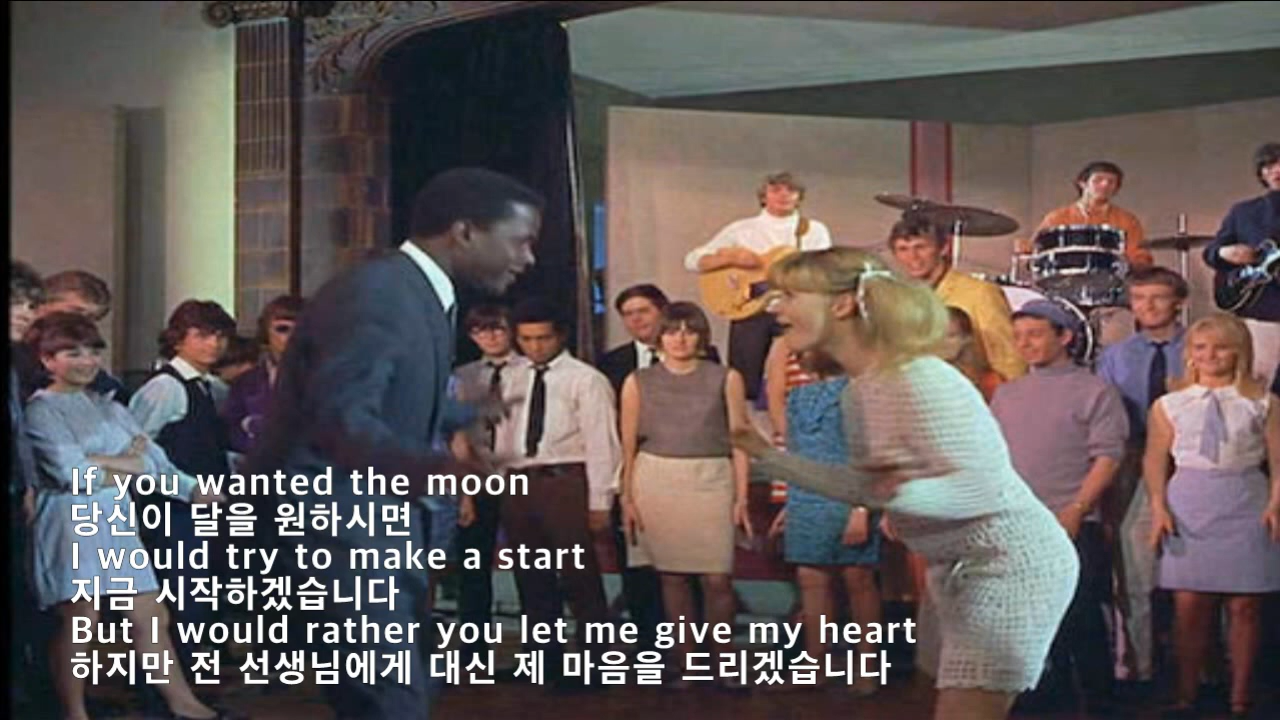 If you wanted the moon
당신이 달을 원하시면
I would try to make a start
지금 시작하겠습니다
But I would rather you let me give my heart
하지만 전 선생님에게 대신 제 마음을 드리겠습니다